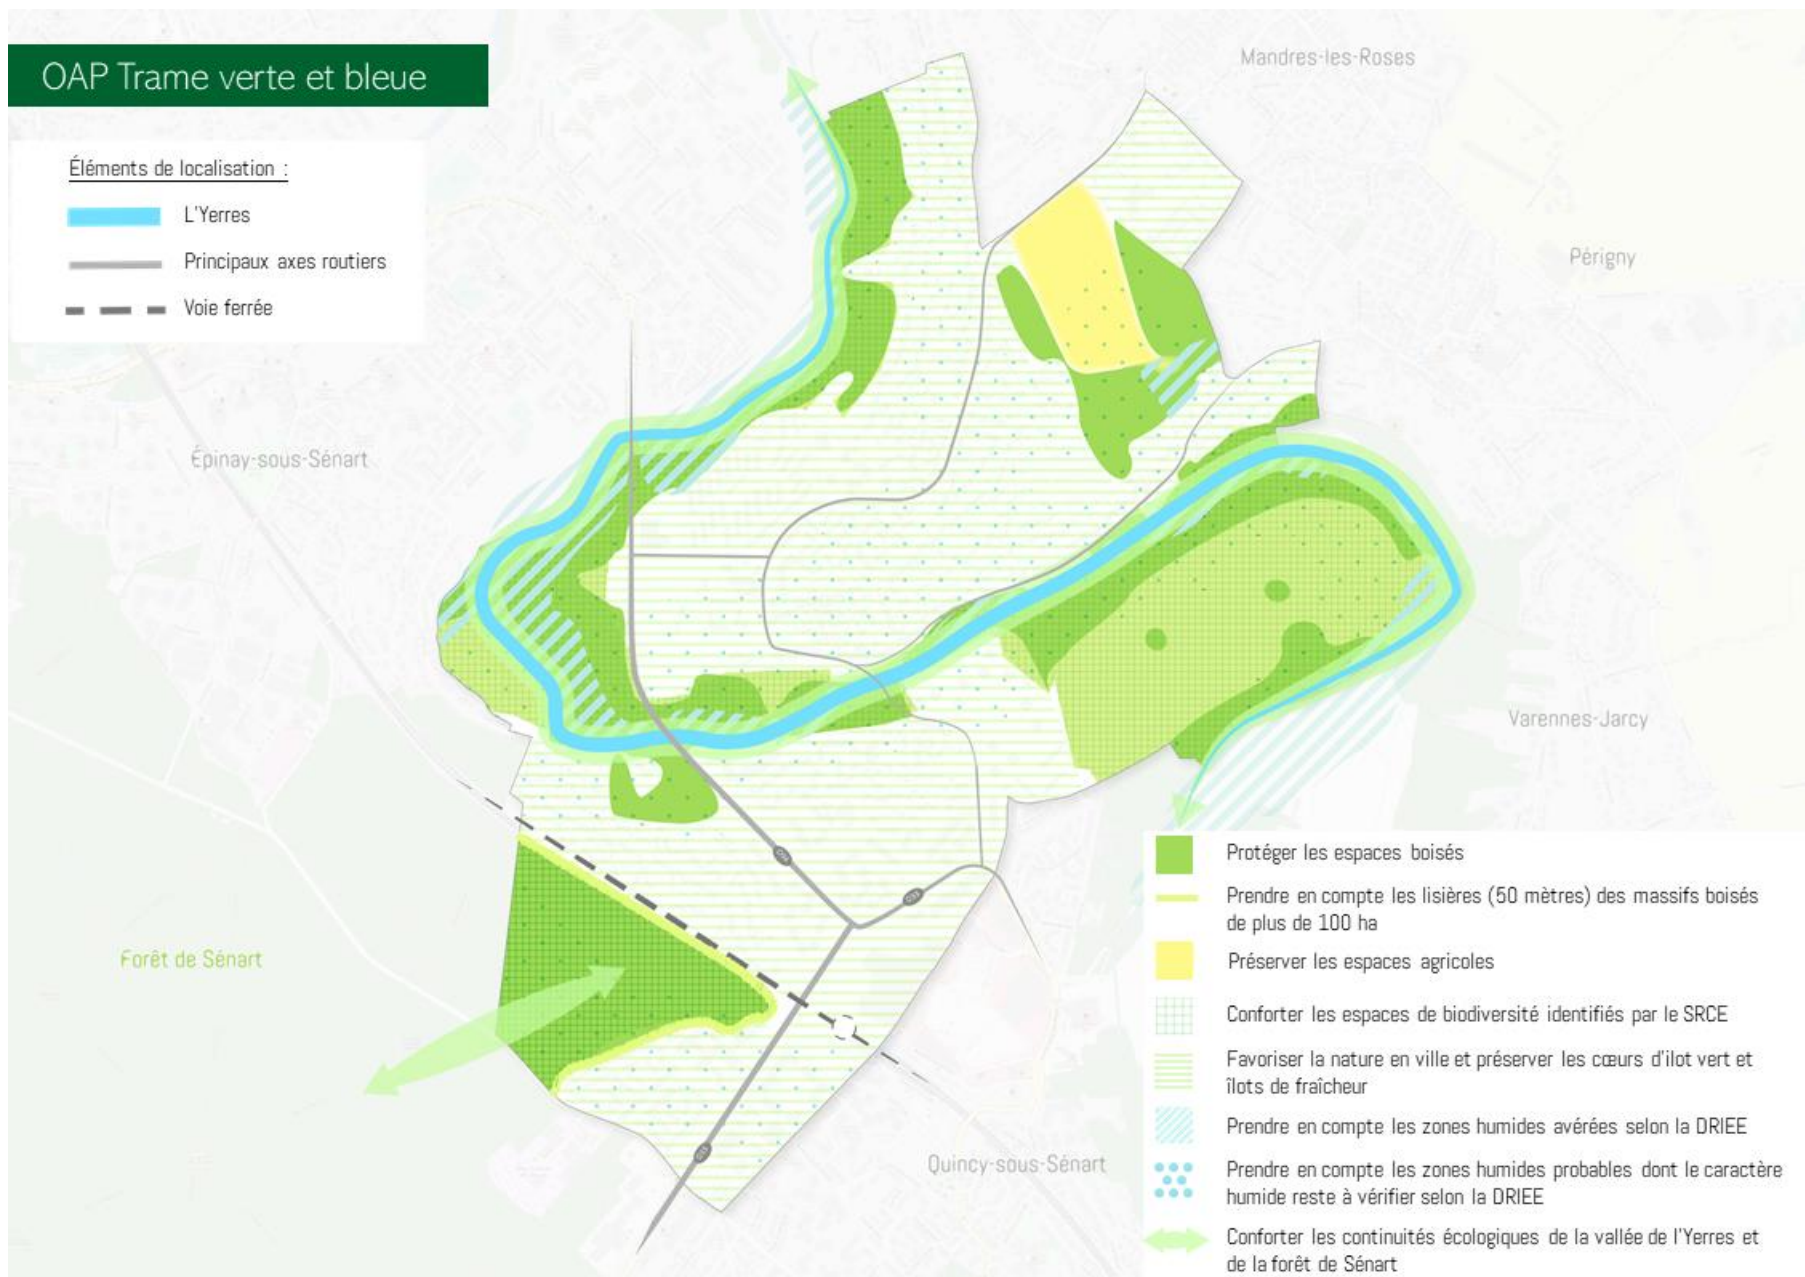 OAP Trame verte et bleue
Éléments de localisation :
L'Yerres
Principaux axes routiers
Voie ferrée
Mandres-les-Roses
Périgny
Épinay-sous-Sénart
Varennes-Jarcy
Forêt de Sénart
Quincy-sous-Sénart
Protéger les espaces boisés
Prendre en compte les lisières (50 mètres) des massifs boisés
de plus de 100 ha
Préserver les espaces agricoles
Conforter les espaces de biodiversité identifiés par le SRCE
Favoriser la nature en ville et préserver les cœurs d'ilot vert et
îlots de fraîcheur
Prendre en compte les zones humides avérées selon la DRIEE
Prendre en compte les zones humides probables dont le caractère
humide reste à vérifier selon la DRIEE
Conforter les continuités écologiques de la vallée de l'Yerres et
de la forêt de Sénart